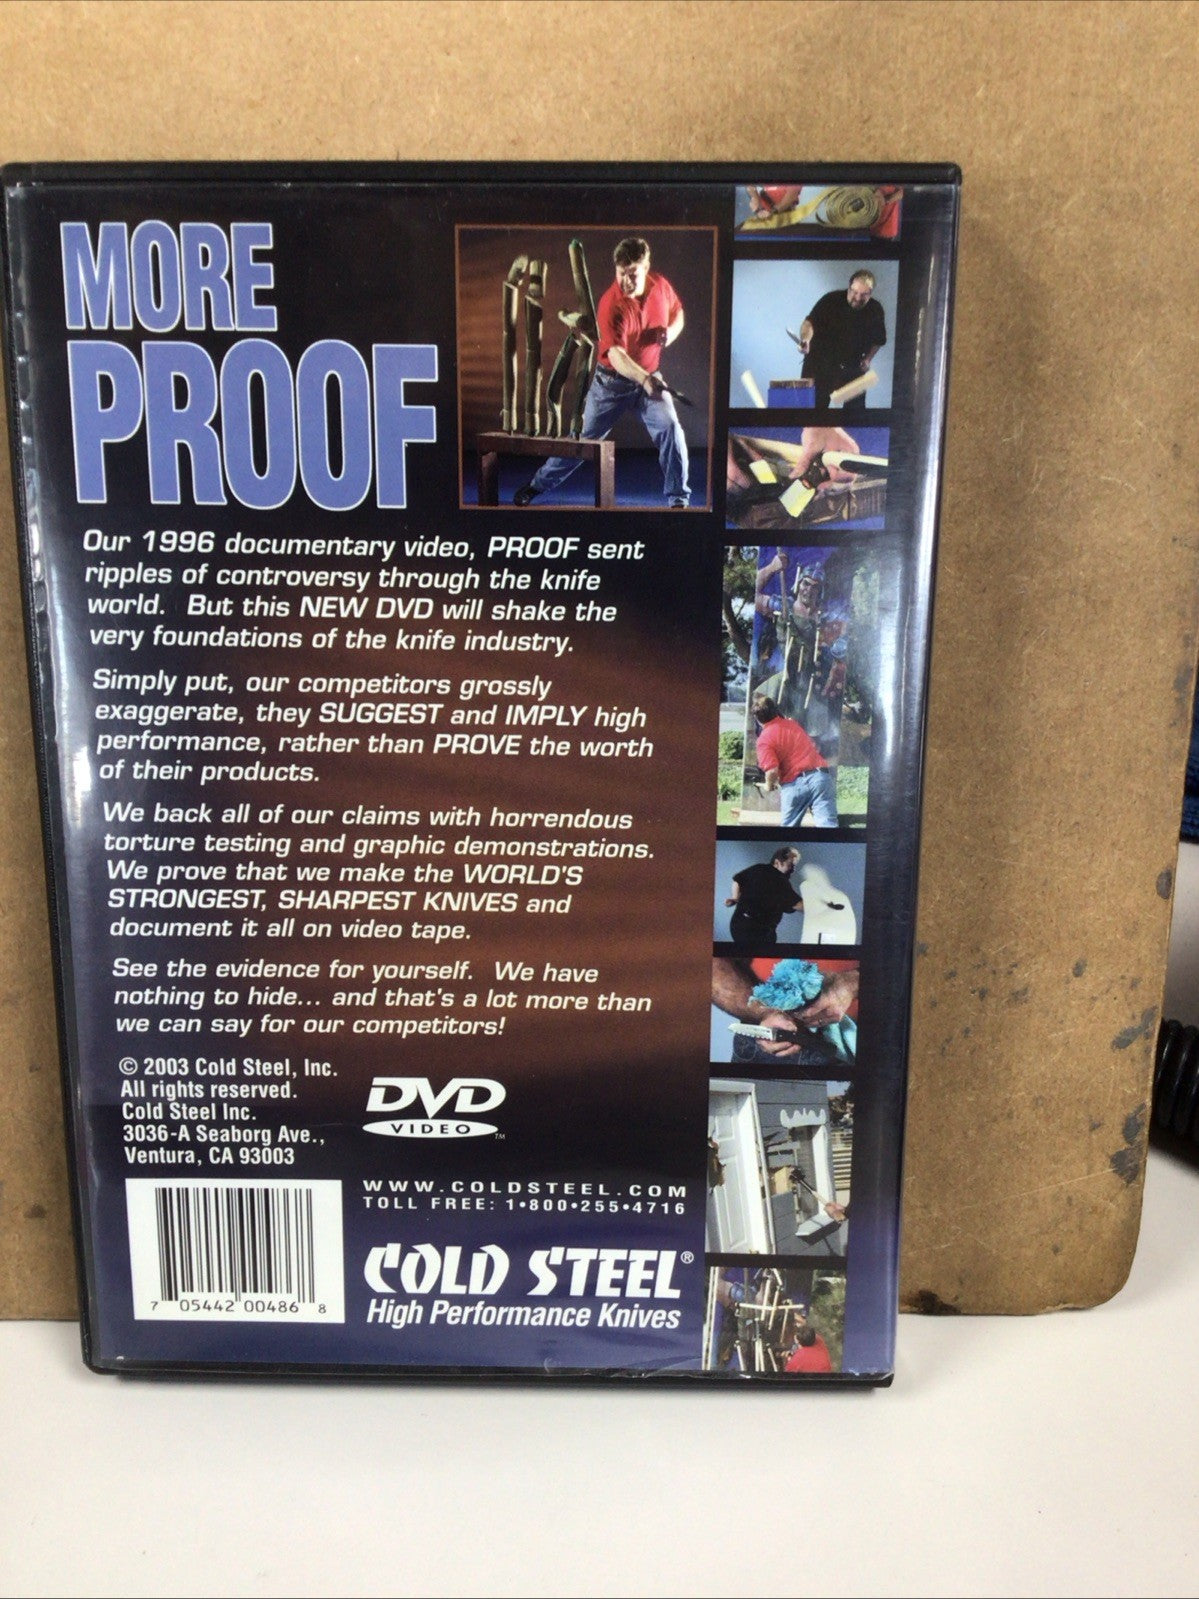 MORE
PROOF
Our 1996 documentary video, PROOF sent
ripples of controversy through the knife
world. But this NEW DVD will shake the
very foundations of the knife industry.
Simply put, our competitors grossly
exaggerate, they SUGGEST and IMPLY high
performance, rather than PROVE the worth
of their products.
We back all of our claims with horrendous
torture testing and graphic demonstrations.
We prove that we make the WORLD'S
STRONGEST, SHARPEST KNIVES and
document it all on video tape.
See the evidence for yourself. We have
nothing to hide... and that's a lot more than
we can say for our competitors!
© 2003 Cold Steel, Inc.
All rights reserved.
Cold Steel Inc.
3036-A Seaborg Ave.,
Ventura, CA 93003
DVD
VIDEO™
WWW.COLDSTEEL.COM
TOLL FREE: 1•800•255•4716
COLD STEEL®
High Performance Knives
7 05442 00486 8